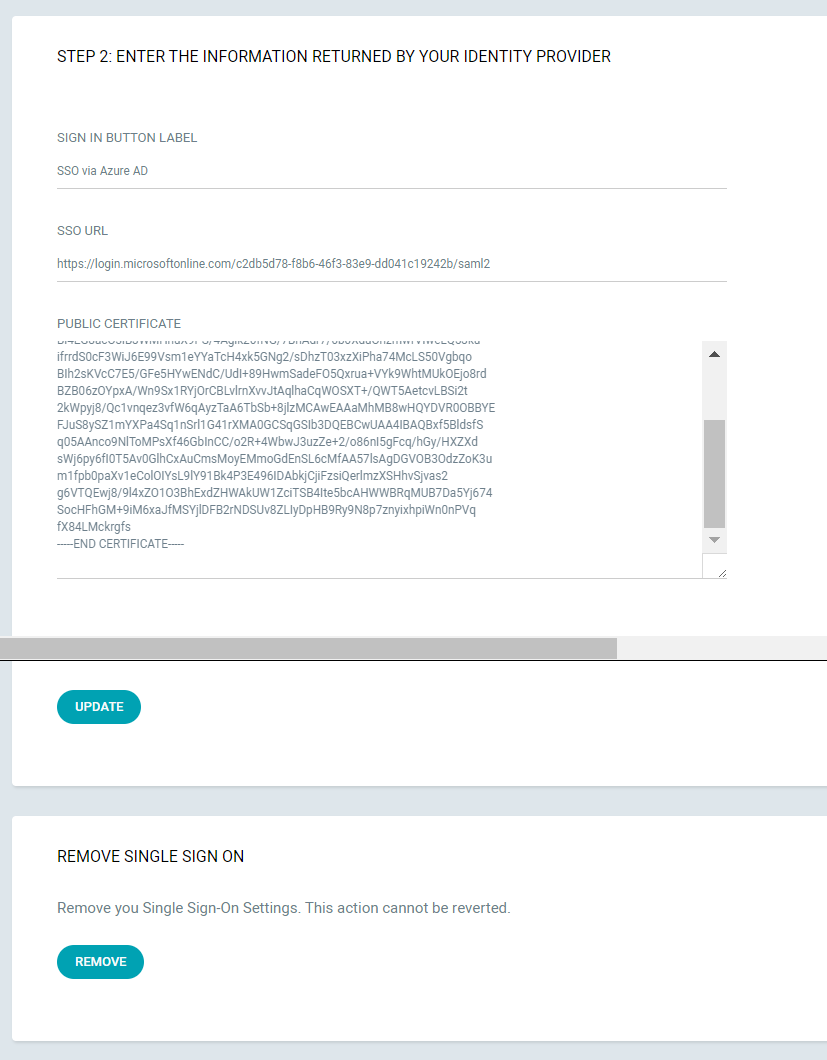 STEP 2: ENTER THE INFORMATION RETURNED BY YOUR IDENTITY PROVIDER
SIGN IN BUTTON LABEL
SSO via Azure AD
SSO URL
https://login.microsoftonline.com/c2db5d78-f8b6-46f3-83e9-dd041c19242b/saml2
PUBLIC CERTIFICATE
ifrrdS0cF3WiJ6E99Vsm1eYYaTcH4xk5GNg2/sDhzT03xzXiPha74McLS50Vgbqo
BIh2sKVcC7E5/GFe5HYwENdC/UdI+89HwmSadeFO5Qxrua+VYk9WhtMUkOEjo8rd
BZB06zOYpxA/Wn9Sx1RYjOrCBLvlrnXvvJtAqlhaCqWOSXT+/QWT5AetcvLBSi2t
2kWpyj8/Qc1vnqez3vfW6qAyzTaA6TbSb+8jlzMCAwEAAaMhMB8wHQYDVR0OBBYE
FJuS8ySZ1mYXPa4Sq1nSrl1G41rXMA0GCSqGSIb3DQEBCwUAA4IBAQBxf5BldsfS
q05AAnco9NlToMPsXf46GbInCC/o2R+4WbwJ3uzZe+2/o86nI5gFcq/hGy/HXZXd
sWj6py6fI0T5Av0GlhCxAuCmsMoyEMmoGdEnSL6cMfAA57lsAgDGVOB3OdzZoK3u
m1fpb0paXv1eColOIYsL9lY91Bk4P3E496IDAbkjCjiFzsiQerlmzXSHhvSjvas2
g6VTQEwj8/9l4xZO1O3BhExdZHWAkUW1ZciTSB4Ite5bcAHWWBRqMUB7Da5Yj674
SocHFhGM+9iM6xaJfMSYjlDFB2rNDSUv8ZLIyDpHB9Ry9N8p7znyixhpiWn0nPVq
fX84LMckrgfs
-----END CERTIFICATE-----
UPDATE
REMOVE SINGLE SIGN ON
Remove you Single Sign-On Settings. This action cannot be reverted.
REMOVE